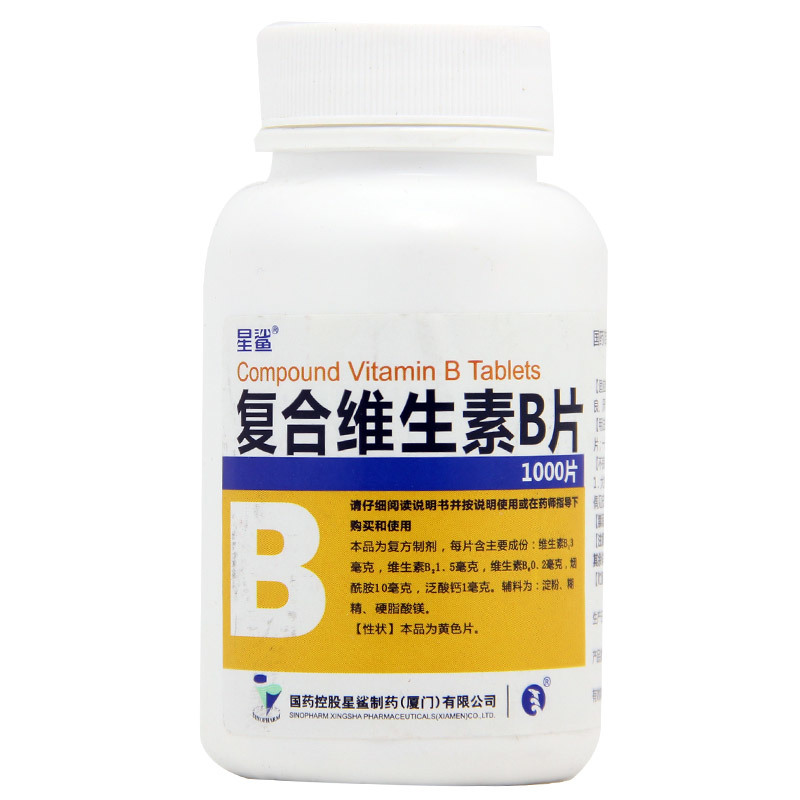 星鲨®
Compound Vitamin B Tablets
复合维生素B片
1000片
B
请仔细阅读说明书并按说明使用或在药师指导下
购买和使用
本品为复方制剂，每片含主要成份：维生素B₁3
毫克，维生素B₂1.5毫克，维生素B₆0.2毫克，烟
酰胺10毫克，泛酸钙1毫克。辅料为：淀粉、糊
精、硬脂酸镁。
【性状】本品为黄色片。
SINOPHARM
国药控股星鲨制药(厦门)有限公司
SINOPHARM XINGSHA PHARMACEUTICALS(XIAMEN)CO.,LTD.
®